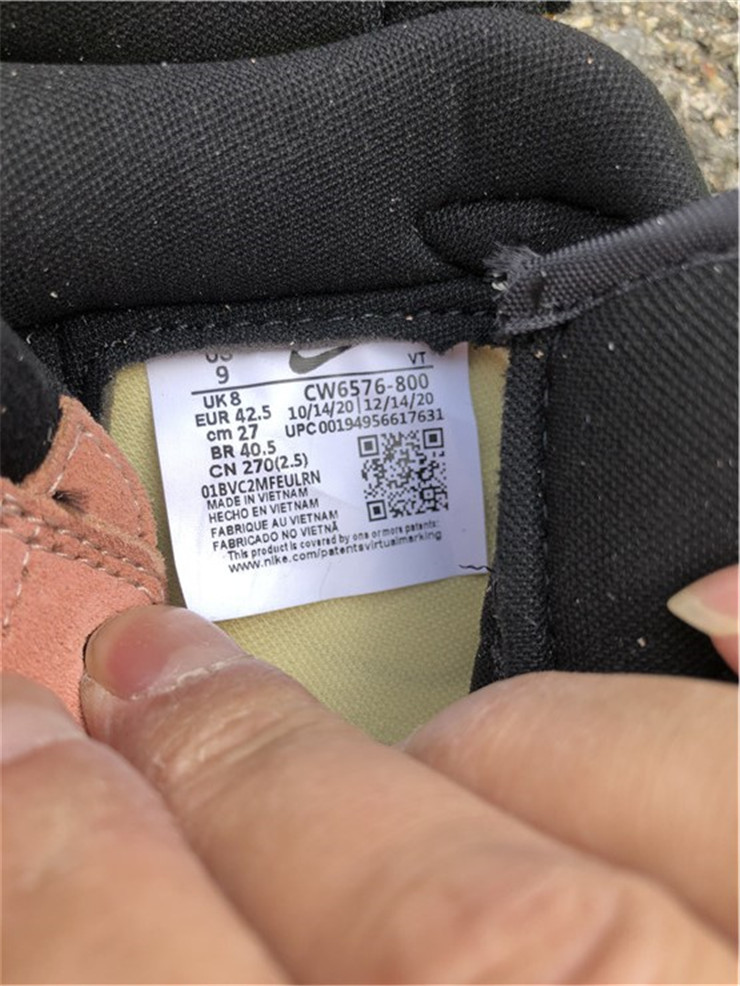 US VT
9
UK 8 CW6576-800
EUR 42.5 10/14/20|12/14/20
cm 27 UPC 00194956617631
BR 40.5
CN 270(2.5)
01BVC2MFEULRN
MADE IN VIETNAM
HECHO EN VIETNAM
FABRIQUE AU VIETNAM
FABRICADO NO VIETNÃ
This product is covered by one or more patents:
www.nike.com/patentsvirtualmarking